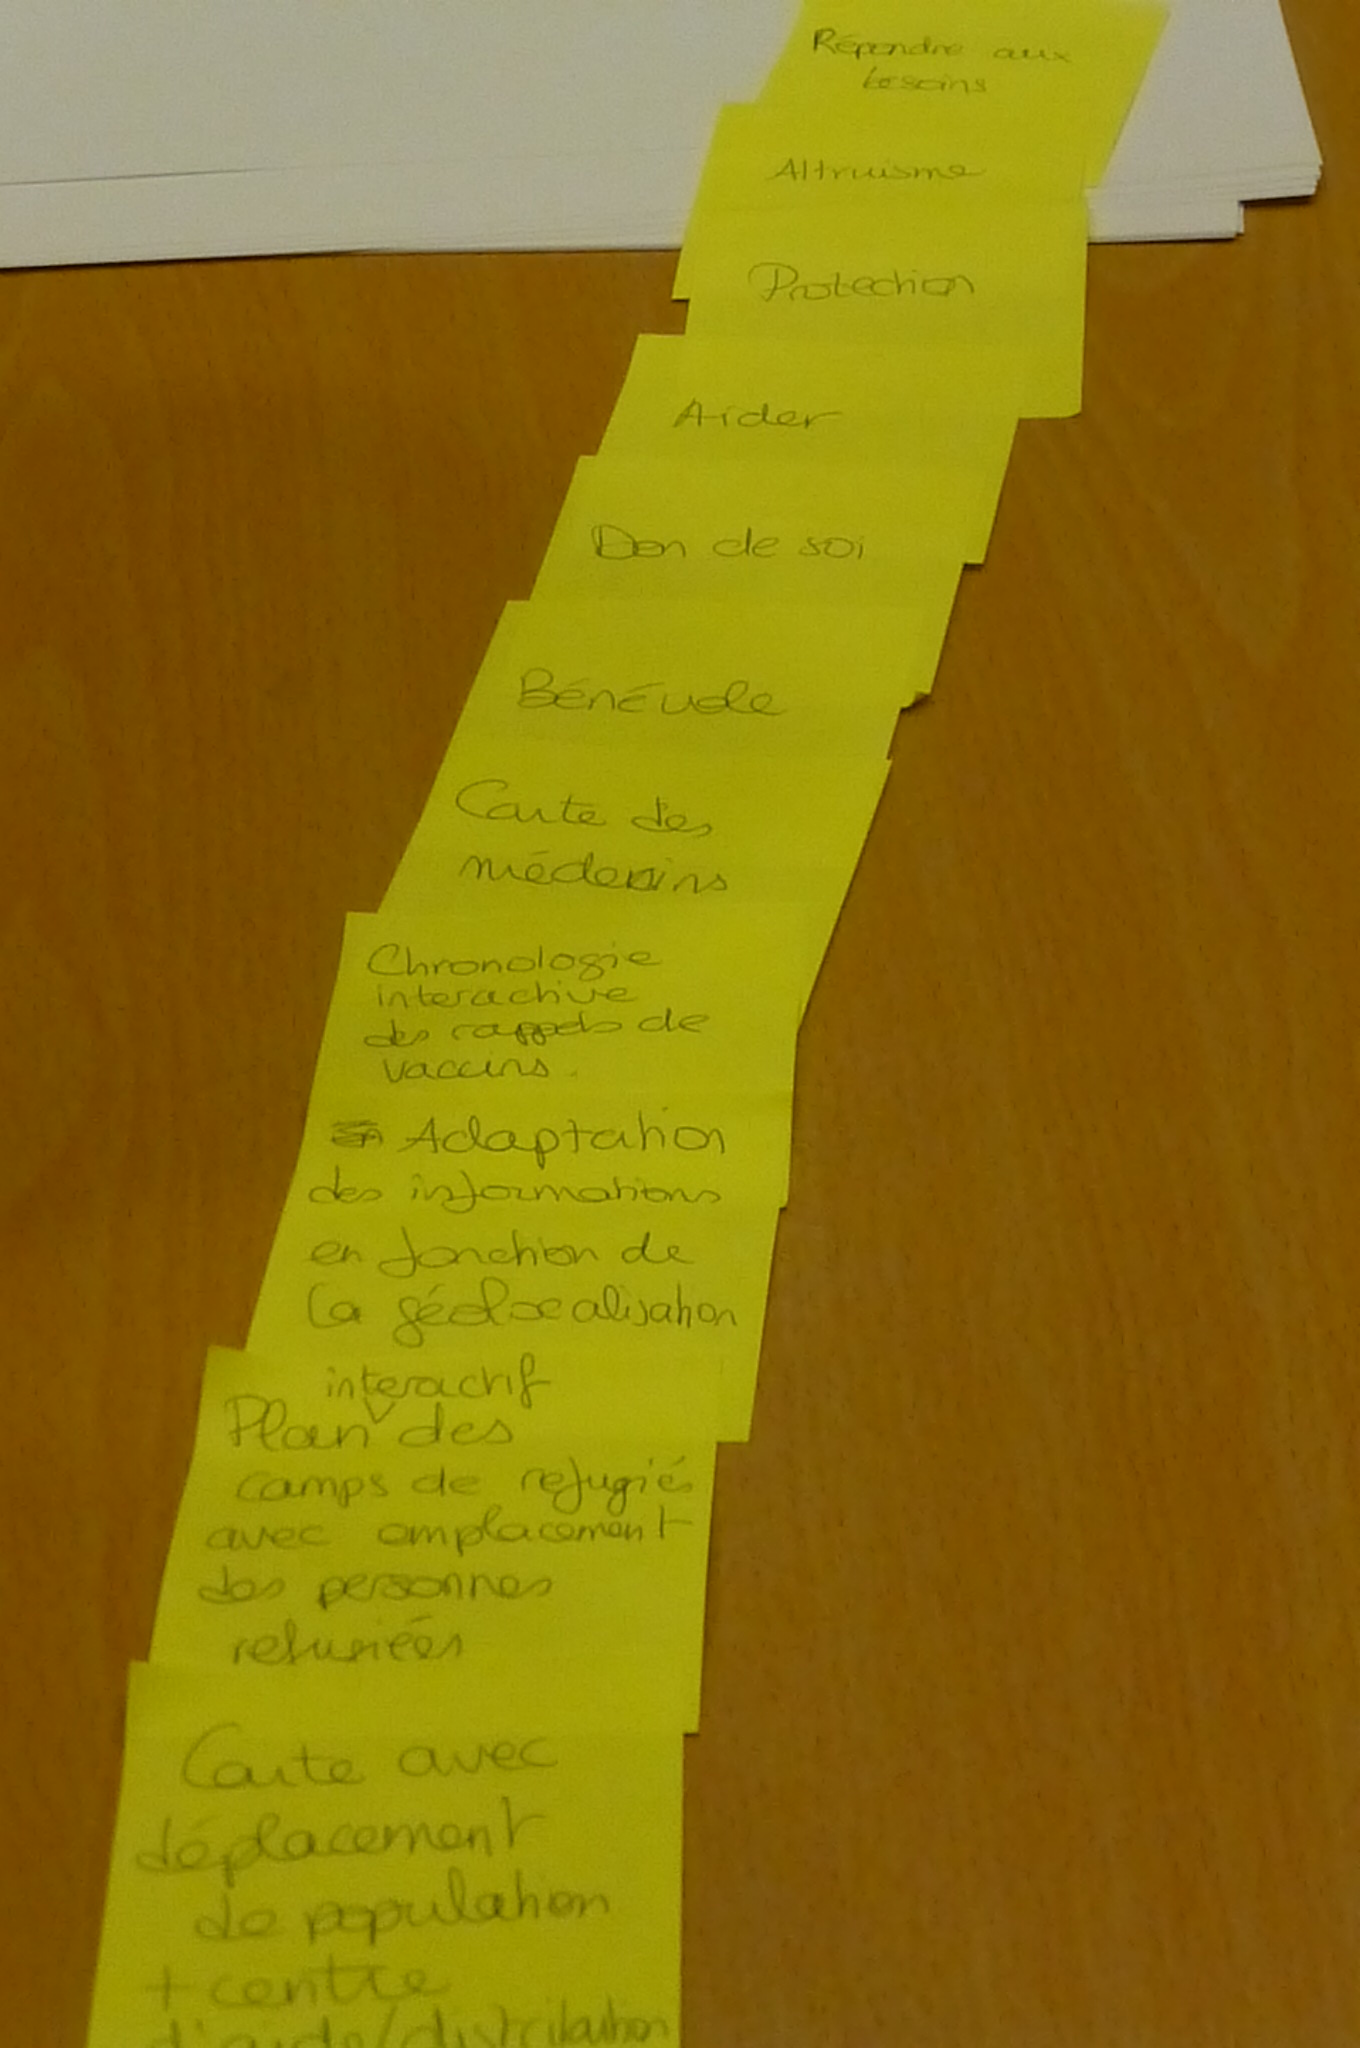 Répondre aux
besoins
Altruisme
Protection
Aider
Don de soi
Bénévole
Carte des
médecins
Chronologie
interactive
des rappels de
vaccins.
Adaptation
des informations
en fonction de
la géolocalisation
interactif
Plan des
camps de refugiés
avec emplacement
des personnes
refugiées
Carte avec
déplacement
de population
+ centre
d'aide/distribution